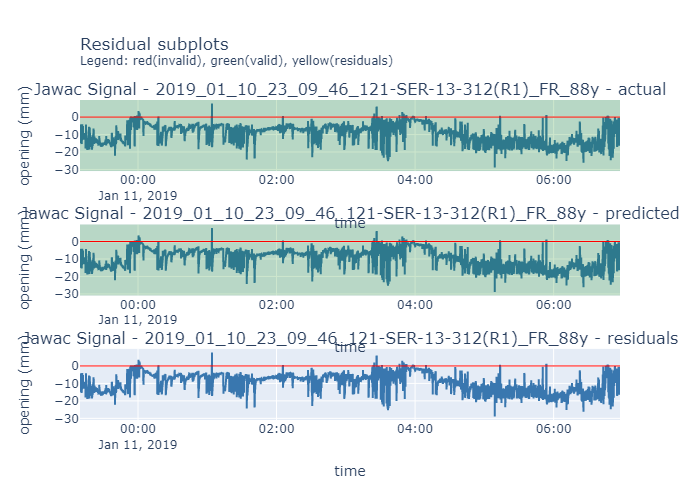 Residual subplots
Legend: red(invalid), green(valid), yellow(residuals)
Jawac Signal - 2019_01_10_23_09_46_121-SER-13-312(R1)_FR_88y - actual
opening (mm)
0
−10
−20
−30
00:00 02:00 04:00 06:00
Jan 11, 2019
time
Jawac Signal - 2019_01_10_23_09_46_121-SER-13-312(R1)_FR_88y - predicted
opening (mm)
0
−10
−20
−30
00:00 02:00 04:00 06:00
Jan 11, 2019
time
Jawac Signal - 2019_01_10_23_09_46_121-SER-13-312(R1)_FR_88y - residuals
opening (mm)
0
−10
−20
−30
00:00 02:00 04:00 06:00
Jan 11, 2019
time